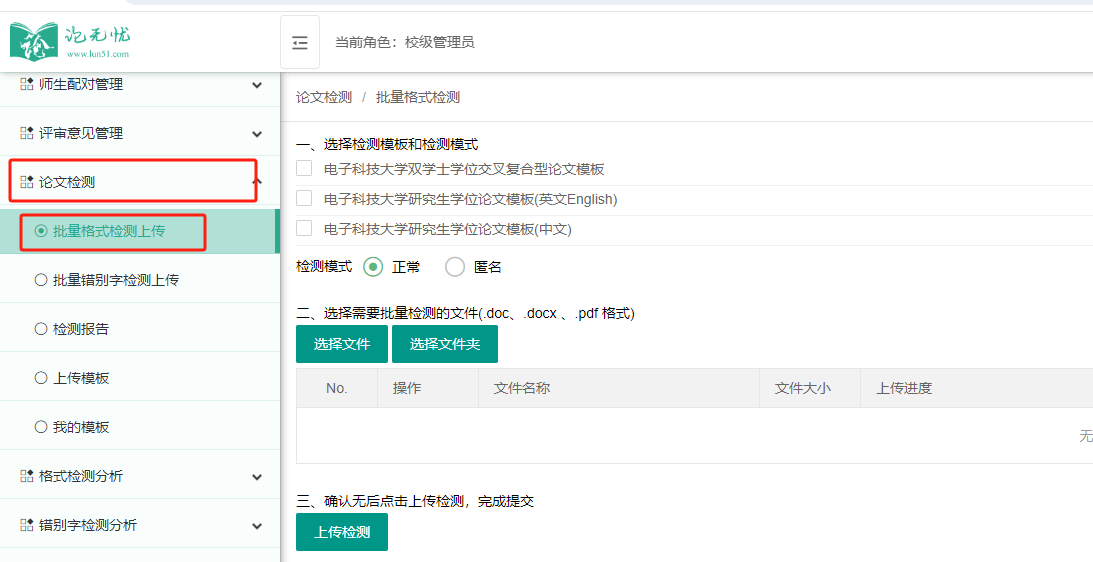 论无忧
www.lun51.com
当前角色：校级管理员
师生配对管理
评审意见管理
论文检测
批量格式检测上传
批量错别字检测上传
检测报告
上传模板
我的模板
格式检测分析
错别字检测分析
论文检测 / 批量格式检测
一、选择检测模板和检测模式
电子科技大学双学士学位交叉复合型论文模板
电子科技大学研究生学位论文模板(英文English)
电子科技大学研究生学位论文模板(中文)
检测模式 正常 匿名
二、选择需要批量检测的文件(.doc、.docx 、.pdf 格式)
选择文件 选择文件夹
No. 操作 文件名称 文件大小 上传进度
无
三、确认无后点击上传检测，完成提交
上传检测